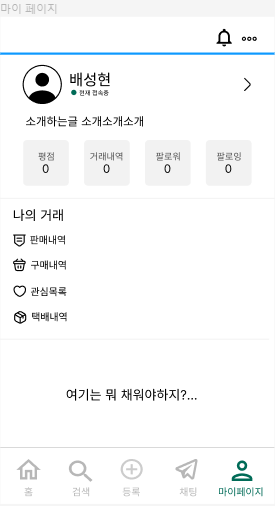 마이 페이지
배성현
현재 접속중
소개하는글 소개소개소개
평점 거래내역 팔로워 팔로잉
0 0 0 0
나의 거래
판매내역
구매내역
관심목록
택배내역
여기는 뭐 채워야하지?...
홈 검색 등록 채팅 마이페이지